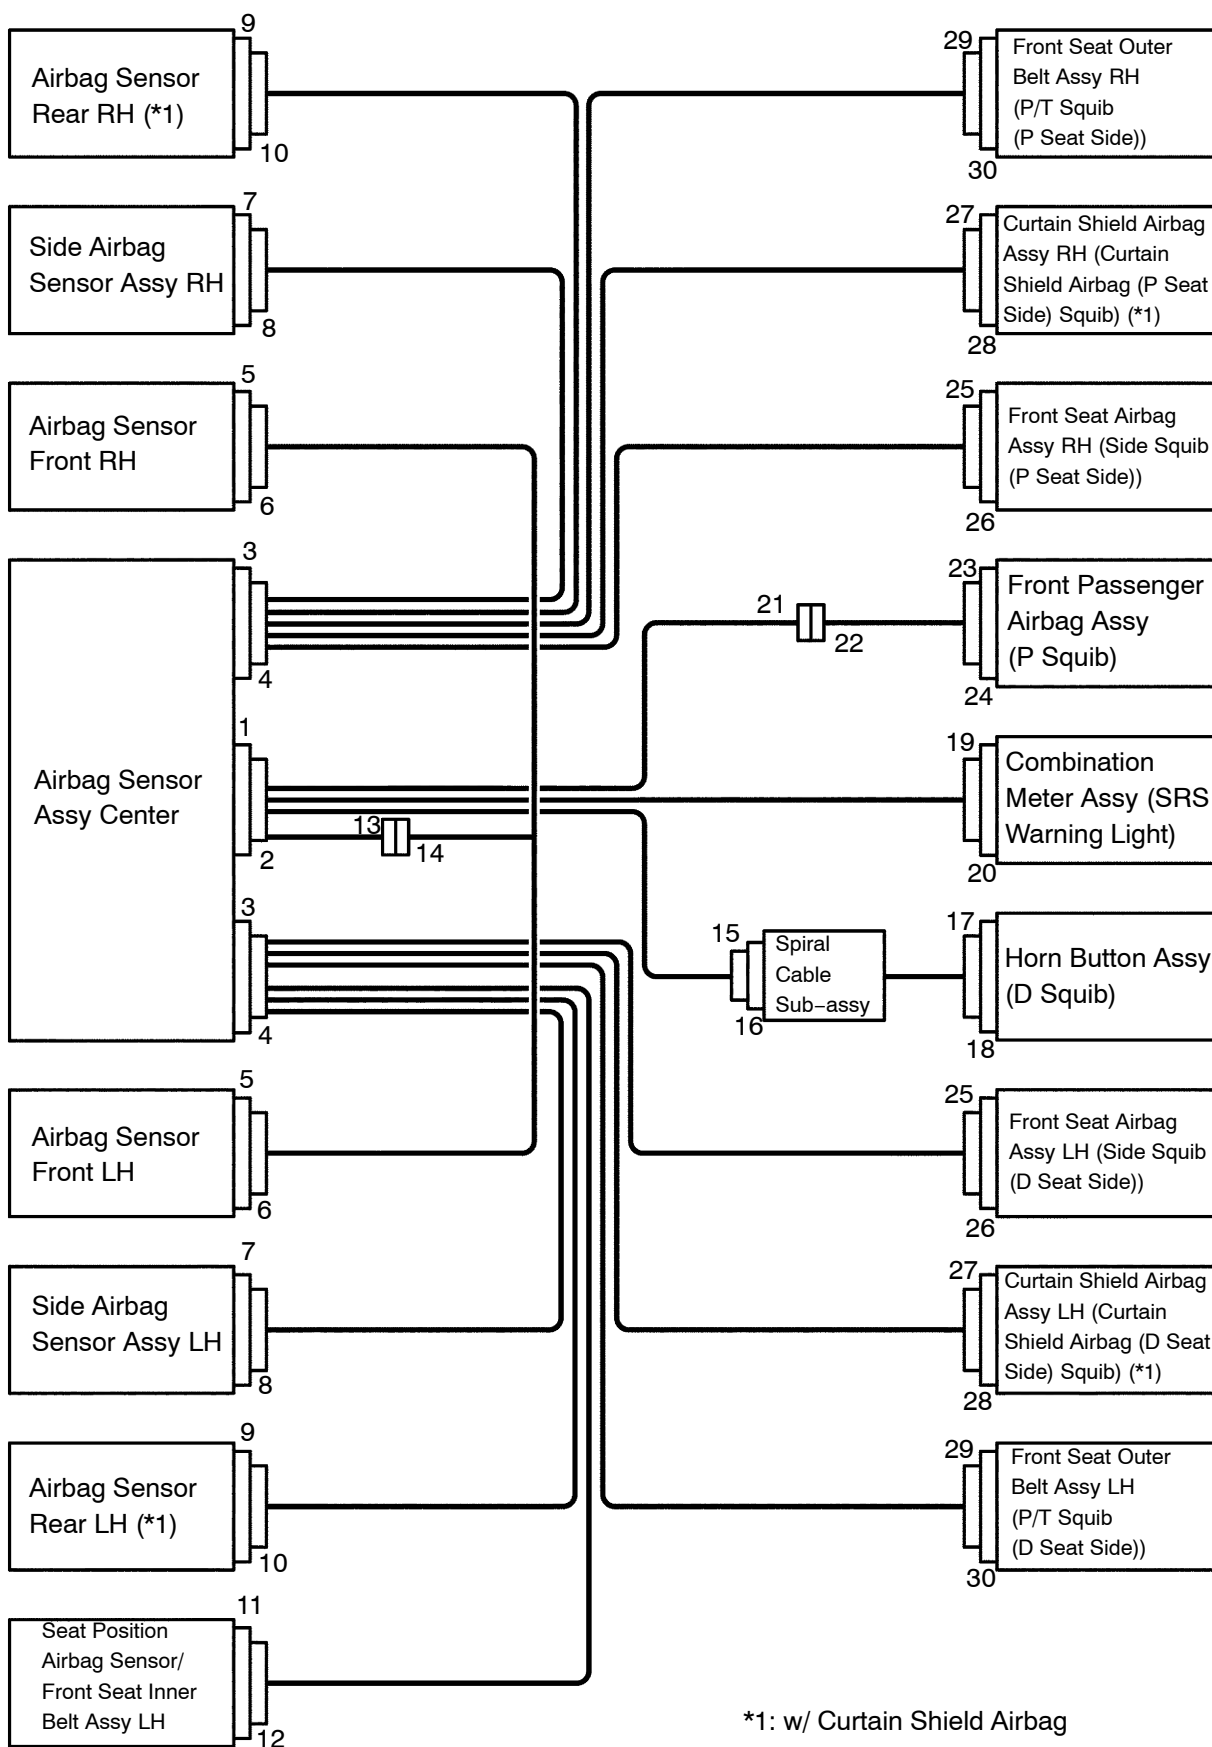 9
Airbag Sensor
Rear RH (*1)
10
7
Side Airbag
Sensor Assy RH
8
5
Airbag Sensor
Front RH
6
3
4
1
Airbag Sensor
Assy Center
2
13
14
3
4
5
Airbag Sensor
Front LH
6
7
Side Airbag
Sensor Assy LH
8
9
Airbag Sensor
Rear LH (*1)
10
11
Seat Position
Airbag Sensor/
Front Seat Inner
Belt Assy LH
12
29
Front Seat Outer
Belt Assy RH
(P/T Squib
(P Seat Side))
30
27
Curtain Shield Airbag
Assy RH (Curtain
Shield Airbag (P Seat
Side) Squib) (*1)
28
25
Front Seat Airbag
Assy RH (Side Squib
(P Seat Side))
26
21
22
23
Front Passenger
Airbag Assy
(P Squib)
24
19
Combination
Meter Assy (SRS
Warning Light)
20
15
Spiral
Cable
Sub-assy
16
17
Horn Button Assy
(D Squib)
18
25
Front Seat Airbag
Assy LH (Side Squib
(D Seat Side))
26
27
Curtain Shield Airbag
Assy LH (Curtain
Shield Airbag (D Seat
Side) Squib) (*1)
28
29
Front Seat Outer
Belt Assy LH
(P/T Squib
(D Seat Side))
30
*1: w/ Curtain Shield Airbag